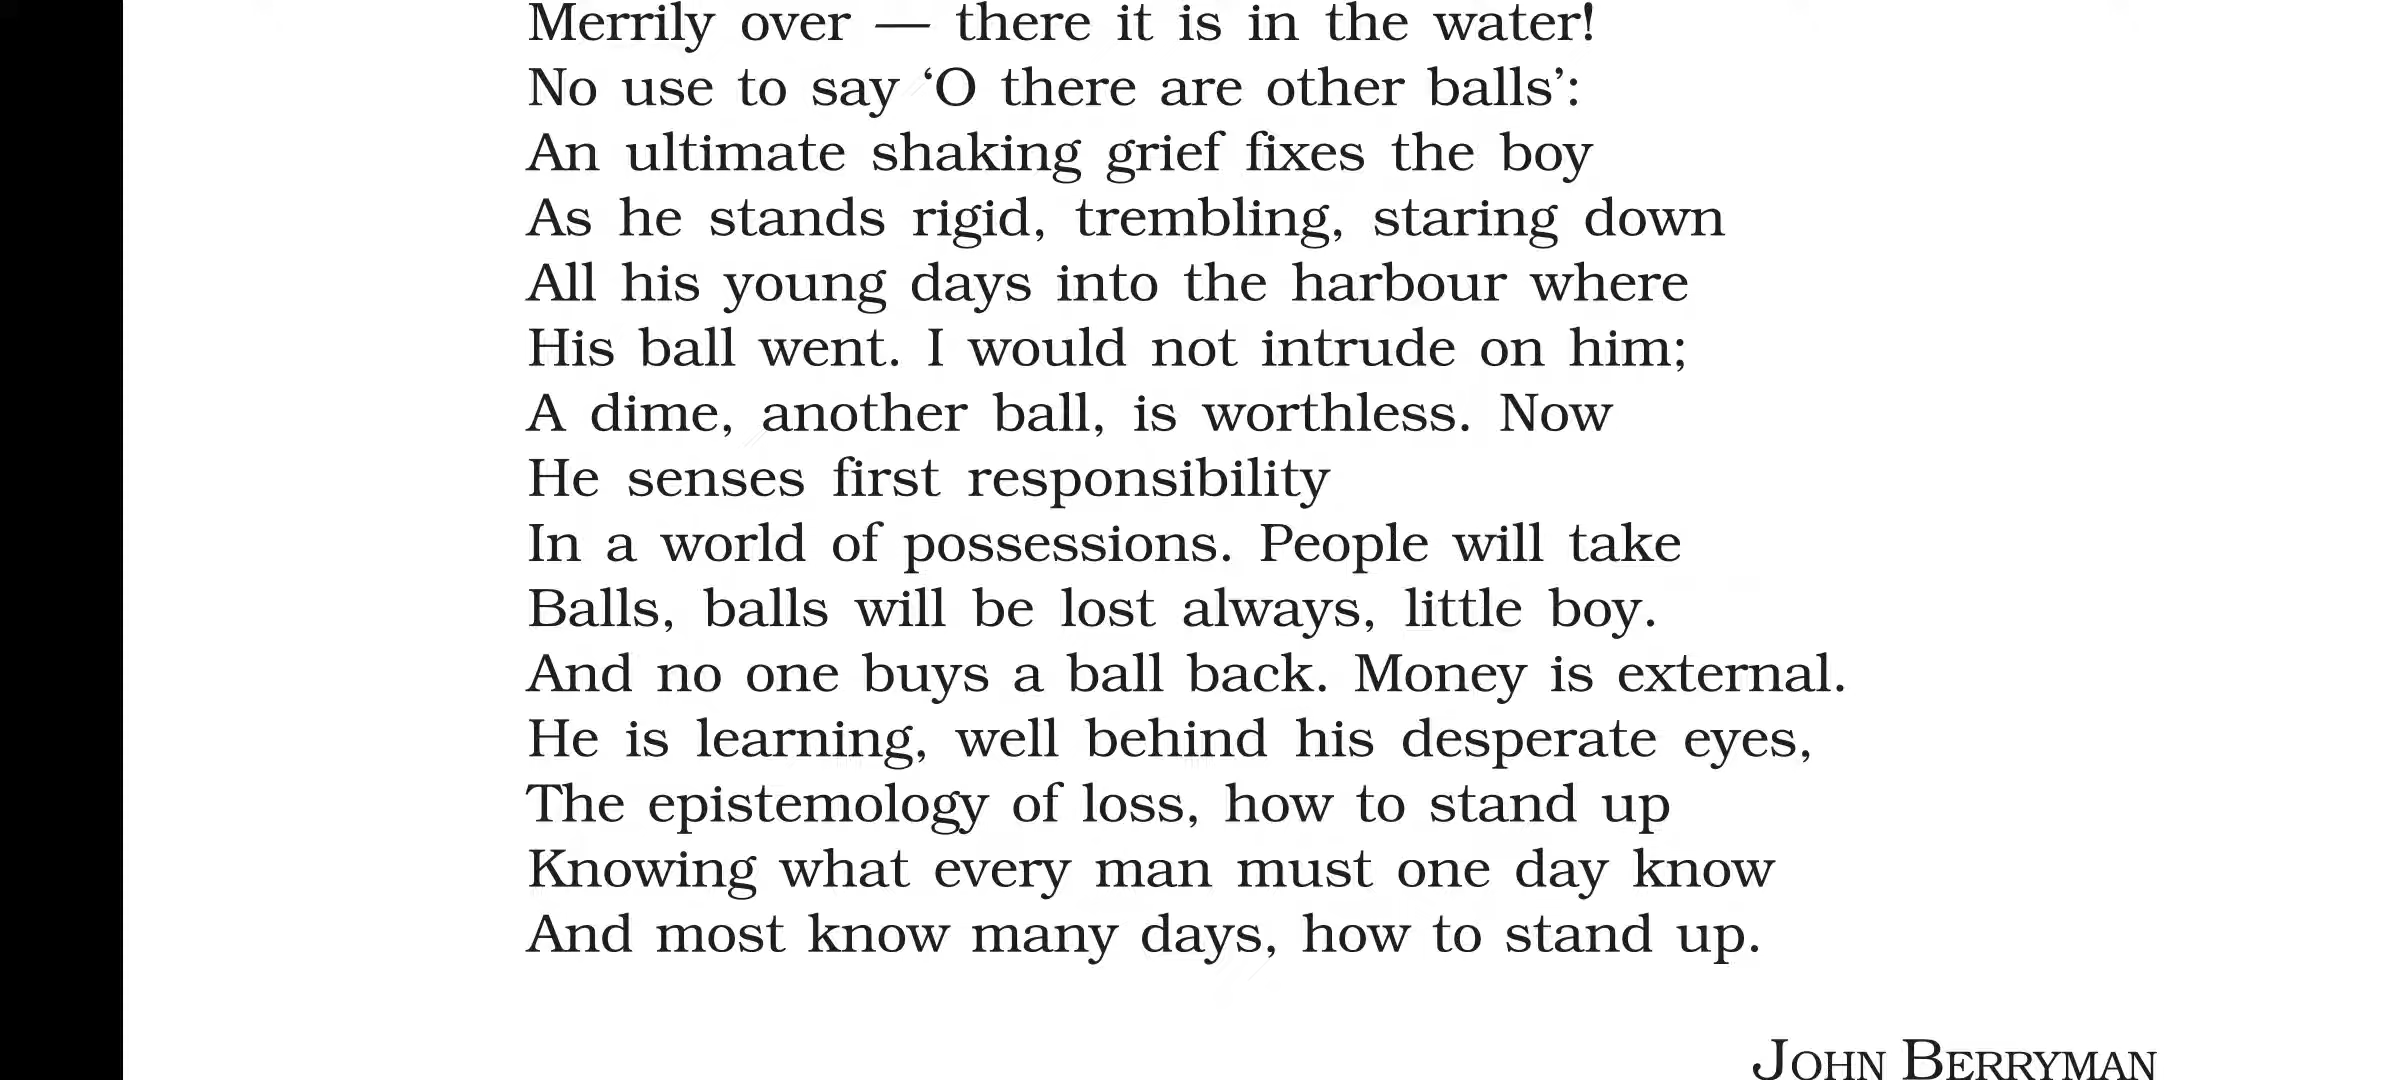 Merrily over — there it is in the water!
No use to say ‘O there are other balls’:
An ultimate shaking grief fixes the boy
As he stands rigid, trembling, staring down
All his young days into the harbour where
His ball went. I would not intrude on him;
A dime, another ball, is worthless. Now
He senses first responsibility
In a world of possessions. People will take
Balls, balls will be lost always, little boy.
And no one buys a ball back. Money is external.
He is learning, well behind his desperate eyes,
The epistemology of loss, how to stand up
Knowing what every man must one day know
And most know many days, how to stand up.
JOHN BERRYMAN